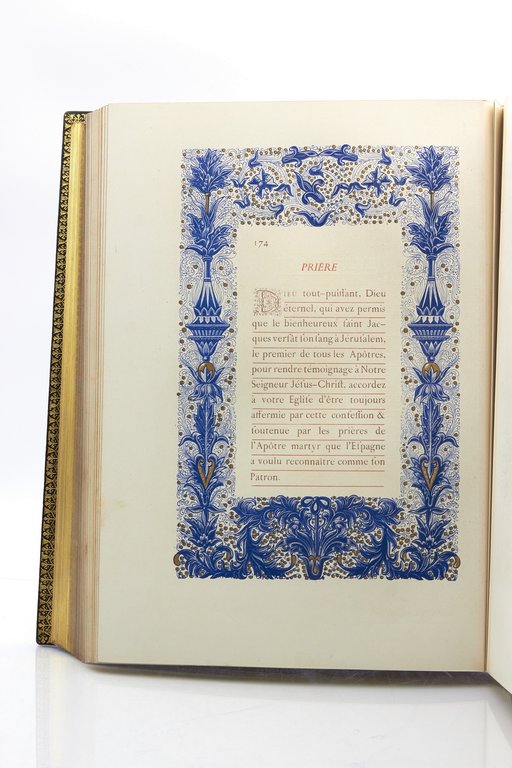 174
PRIÈRE
DIEU tout-puiſſant, Dieu
éternel, qui avez permis
que le bienheureux ſaint Jac-
ques verſât ſon ſang à Jéruſalem,
le premier de tous les Apôtres,
pour rendre témoignage à Notre
Seigneur Jéſus-Chriſt, accordez
à votre Egliſe d'être toujours
affermie par cette confeſſion &
ſoutenue par les prières de
l'Apôtre martyr que l'Eſpagne
a voulu reconnaître comme ſon
Patron.